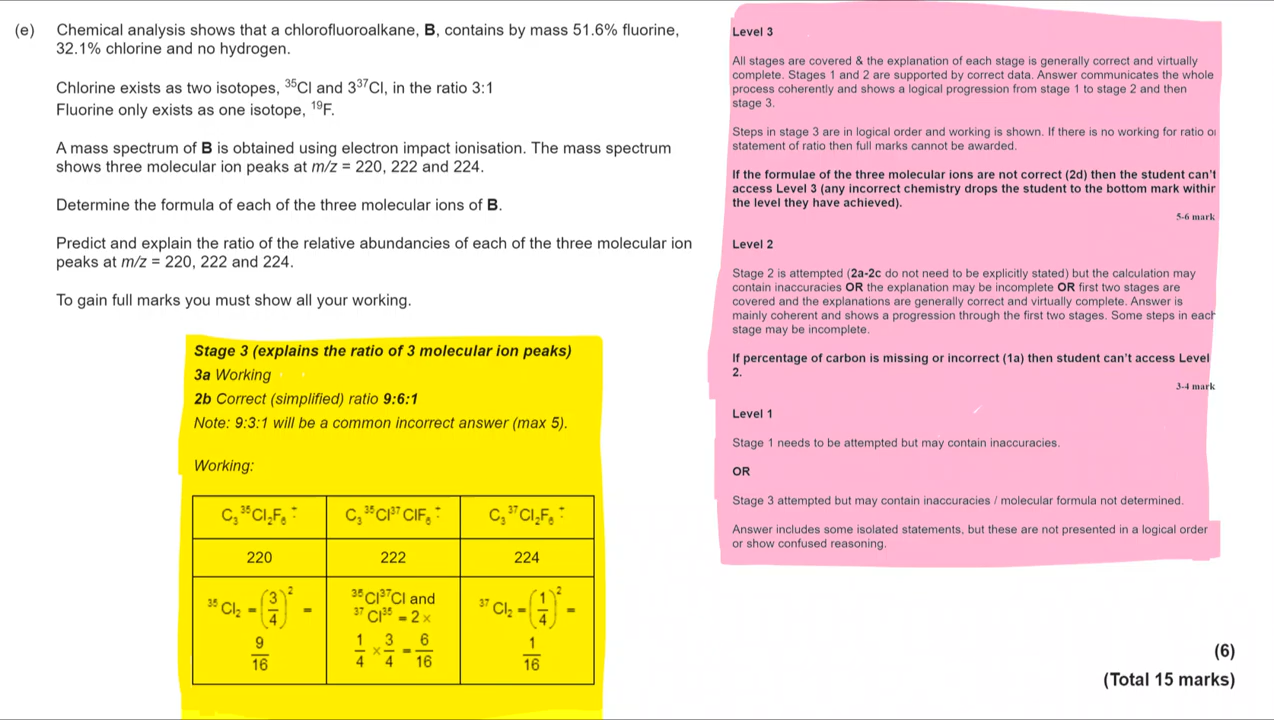 (e) Chemical analysis shows that a chlorofluoroalkane, B, contains by mass 51.6% fluorine,
32.1% chlorine and no hydrogen.
Chlorine exists as two isotopes, ³⁵Cl and 3³⁷Cl, in the ratio 3:1
Fluorine only exists as one isotope, ¹⁹F.
A mass spectrum of B is obtained using electron impact ionisation. The mass spectrum
shows three molecular ion peaks at m/z = 220, 222 and 224.
Determine the formula of each of the three molecular ions of B.
Predict and explain the ratio of the relative abundancies of each of the three molecular ion
peaks at m/z = 220, 222 and 224.
To gain full marks you must show all your working.
Stage 3 (explains the ratio of 3 molecular ion peaks)
3a Working
2b Correct (simplified) ratio 9:6:1
Note: 9:3:1 will be a common incorrect answer (max 5).
Working:
C₃³⁵Cl₂F₆⁺˙ C₃³⁵Cl³⁷ClF₆⁺˙ C₃³⁷Cl₂F₆⁺˙
220 222 224
³⁵Cl₂ = (3/4)² = 9/16
³⁵Cl³⁷Cl and
³⁷Cl³⁵ = 2 ×
1/4 × 3/4 = 6/16
³⁷Cl₂ = (1/4)² = 1/16
Level 3
All stages are covered & the explanation of each stage is generally correct and virtually
complete. Stages 1 and 2 are supported by correct data. Answer communicates the whole
process coherently and shows a logical progression from stage 1 to stage 2 and then
stage 3.
Steps in stage 3 are in logical order and working is shown. If there is no working for ratio or
statement of ratio then full marks cannot be awarded.
If the formulae of the three molecular ions are not correct (2d) then the student can't
access Level 3 (any incorrect chemistry drops the student to the bottom mark within
the level they have achieved).
5-6 mark
Level 2
Stage 2 is attempted (2a-2c do not need to be explicitly stated) but the calculation may
contain inaccuracies OR the explanation may be incomplete OR first two stages are
covered and the explanations are generally correct and virtually complete. Answer is
mainly coherent and shows a progression through the first two stages. Some steps in each
stage may be incomplete.
If percentage of carbon is missing or incorrect (1a) then student can't access Level
2.
3-4 mark
Level 1
Stage 1 needs to be attempted but may contain inaccuracies.
OR
Stage 3 attempted but may contain inaccuracies / molecular formula not determined.
Answer includes some isolated statements, but these are not presented in a logical order
or show confused reasoning.
(6)
(Total 15 marks)